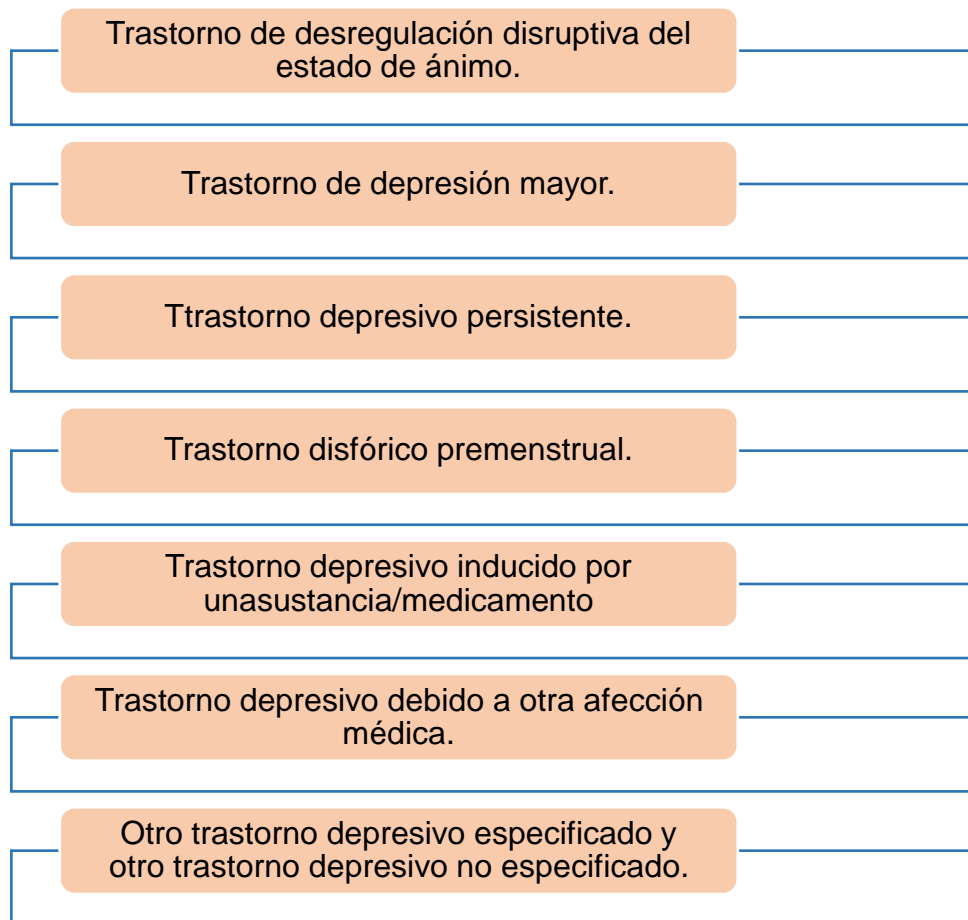 Trastorno de desregulación disruptiva del
estado de ánimo.
Trastorno de depresión mayor.
Ttrastorno depresivo persistente.
Trastorno disfórico premenstrual.
Trastorno depresivo inducido por
unasustancia/medicamento
Trastorno depresivo debido a otra afección
médica.
Otro trastorno depresivo especificado y
otro trastorno depresivo no especificado.